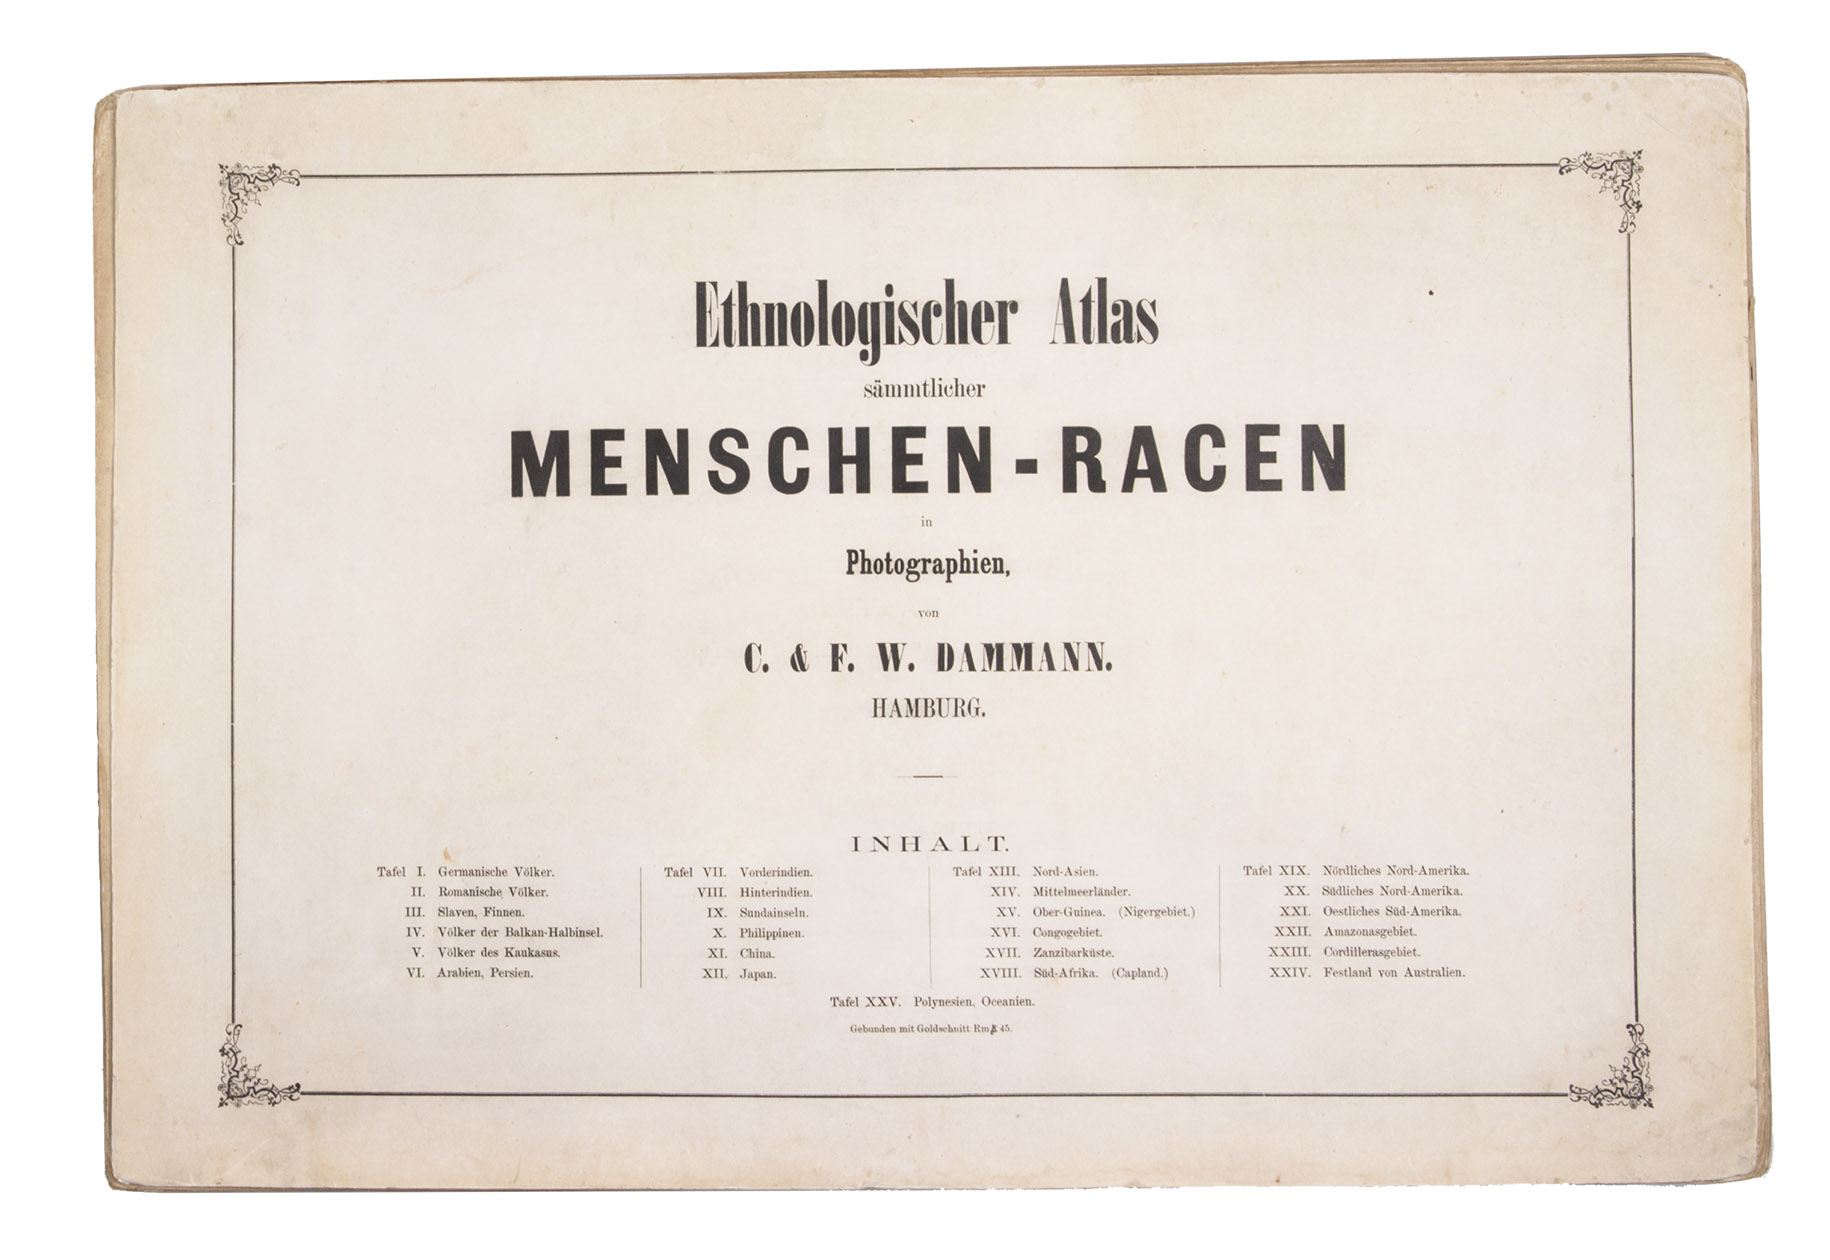 Ethnologischer Atlas
sämmtlicher
MENSCHEN-RACEN
in
Photographien,
von
C. & F. W. DAMMANN.
HAMBURG.
INHALT.
Tafel I. Germanische Völker.
II. Romanische Völker.
III. Slaven, Finnen.
IV. Völker der Balkan-Halbinsel.
V. Völker des Kaukasus.
VI. Arabien, Persien.
Tafel VII. Vorderindien.
VIII. Hinterindien.
IX. Sundainseln.
X. Philippinen.
XI. China.
XII. Japan.
Tafel XIII. Nord-Asien.
XIV. Mittelmeerländer.
XV. Ober-Guinea. (Nigergebiet.)
XVI. Congogebiet.
XVII. Zanzibarküste.
XVIII. Süd-Afrika. (Capland.)
Tafel XIX. Nördliches Nord-Amerika.
XX. Südliches Nord-Amerika.
XXI. Oestliches Süd-Amerika.
XXII. Amazonasgebiet.
XXIII. Cordillerasgebiet.
XXIV. Festland von Australien.
Tafel XXV. Polynesien, Oceanien.
Gebunden mit Goldschnitt 45.